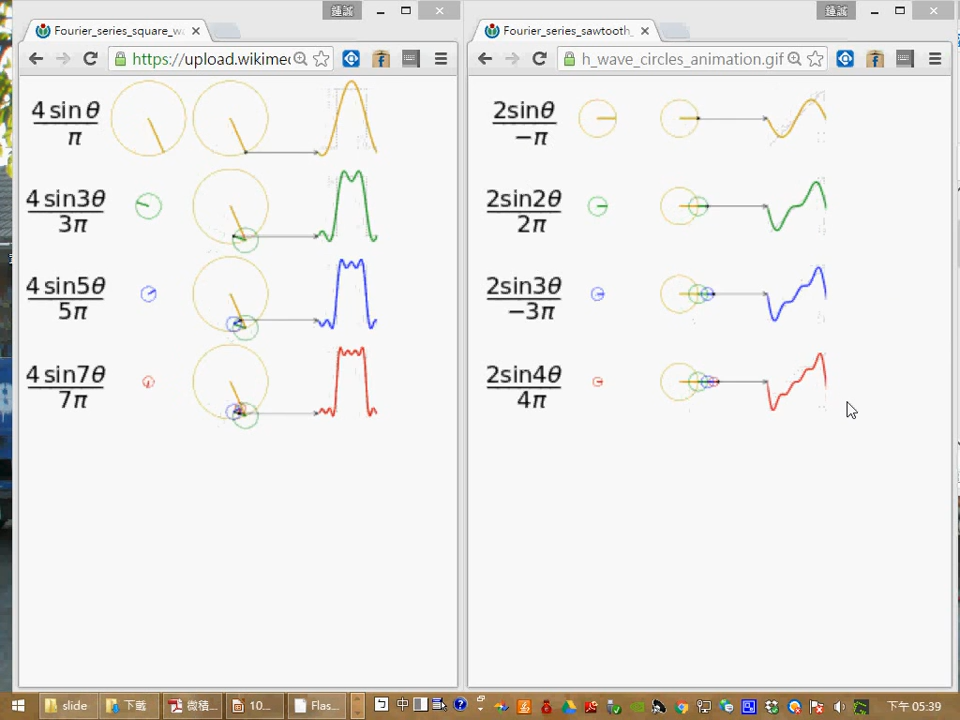 鍾誠
鍾誠
Fourier_series_square_w
Fourier_series_sawtooth_
https://upload.wikimec
h_wave_circles_animation.gif
4 sin θ
π
4 sin3θ
3π
4 sin5θ
5π
4 sin7θ
7π
2sinθ
−π
2sin2θ
2π
2sin3θ
−3π
2sin4θ
4π
slide
下載
微積...
10...
Flas...
中
下午 05:39